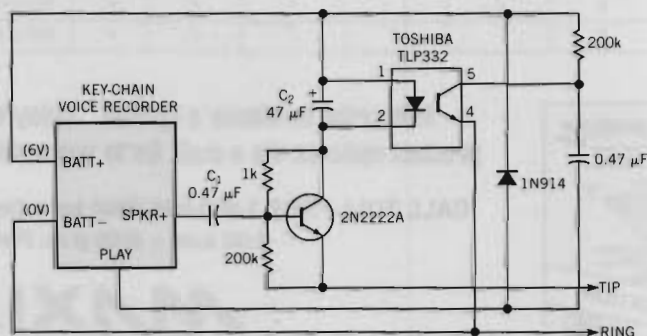 TOSHIBA
TLP332
200k
KEY-CHAIN
VOICE RECORDER
C2
47 µF
+
1
2
5
4
(6V)
BATT+
(0V)
BATT–
SPKR+
PLAY
C1
0.47 µF
1k
200k
2N2222A
1N914
0.47 µF
TIP
RING